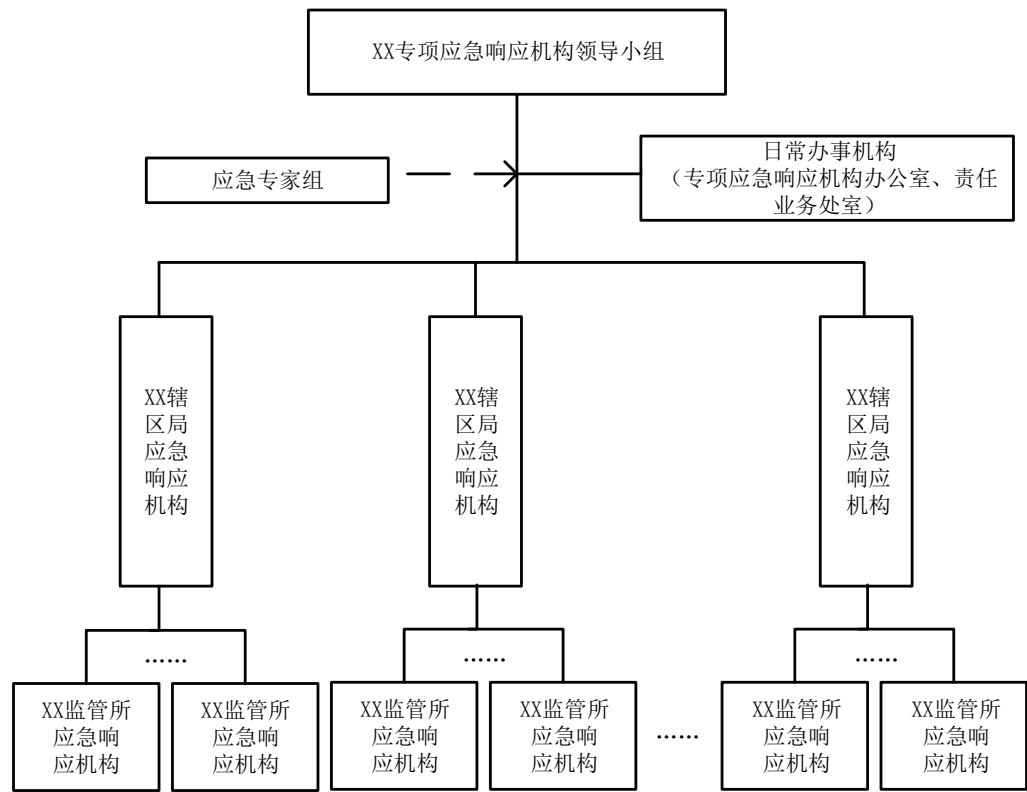 XX专项应急响应机构领导小组
应急专家组
日常办事机构
（专项应急响应机构办公室、责任
业务处室）
XX辖
区局
应急
响应
机构
XX辖
区局
应急
响应
机构
XX辖
区局
应急
响应
机构
……
……
……
XX监管所
应急响
应机构
XX监管所
应急响
应机构
XX监管所
应急响
应机构
XX监管所
应急响
应机构
……
XX监管所
应急响
应机构
XX监管所
应急响
应机构